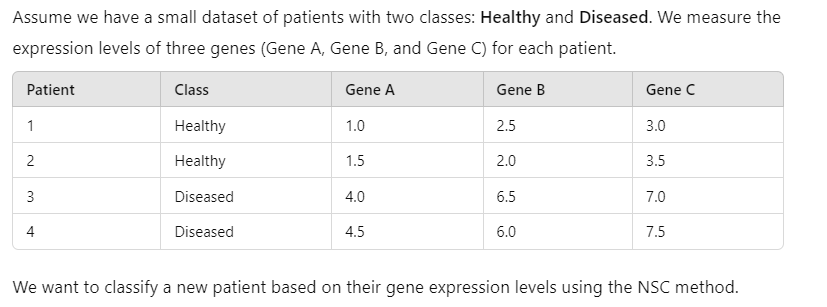 Assume we have a small dataset of patients with two classes: Healthy and Diseased. We measure the
expression levels of three genes (Gene A, Gene B, and Gene C) for each patient.
Patient Class Gene A Gene B Gene C
1 Healthy 1.0 2.5 3.0
2 Healthy 1.5 2.0 3.5
3 Diseased 4.0 6.5 7.0
4 Diseased 4.5 6.0 7.5
We want to classify a new patient based on their gene expression levels using the NSC method.